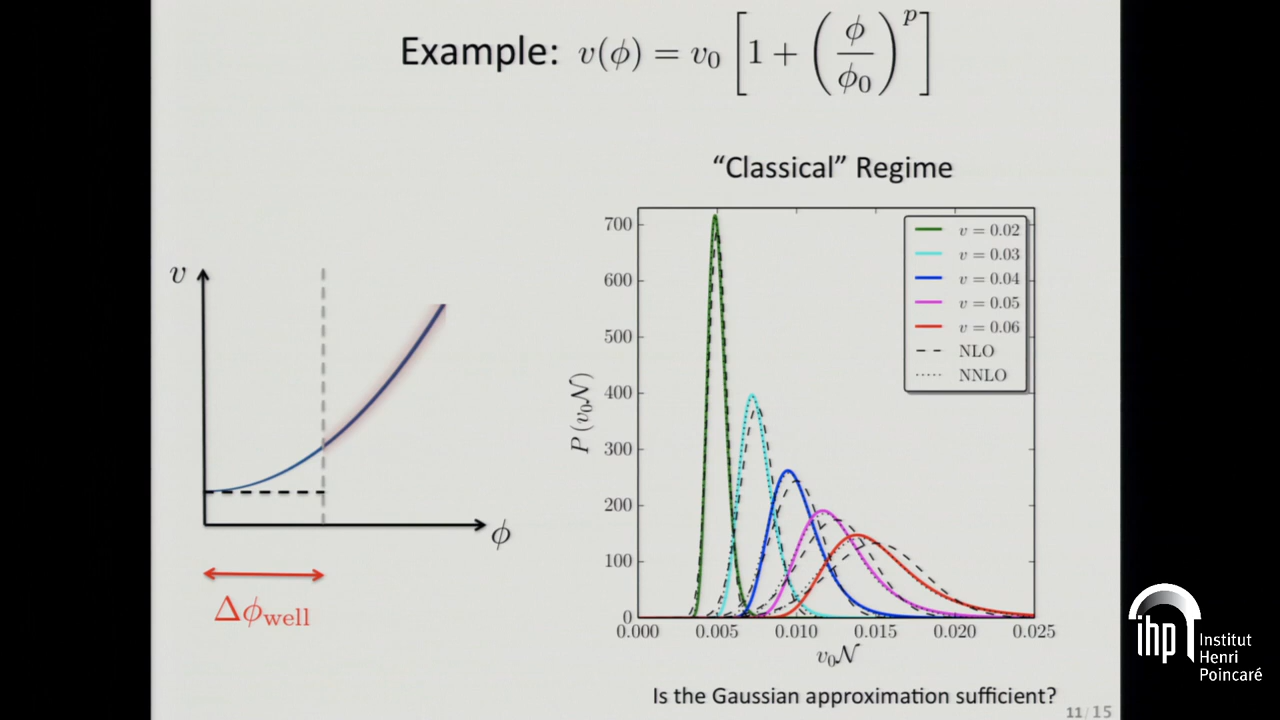 Example: v(ϕ) = v₀ [1 + (ϕ/ϕ₀)ᵖ]
“Classical” Regime
v
ϕ
Δϕ_well
700
600
500
400
300
200
100
0
P (v₀𝒩)
v = 0.02
v = 0.03
v = 0.04
v = 0.05
v = 0.06
NLO
NNLO
0.000 0.005 0.010 0.015 0.020 0.025
v₀𝒩
Is the Gaussian approximation sufficient?
11/15
ihp
Institut
Henri
Poincaré